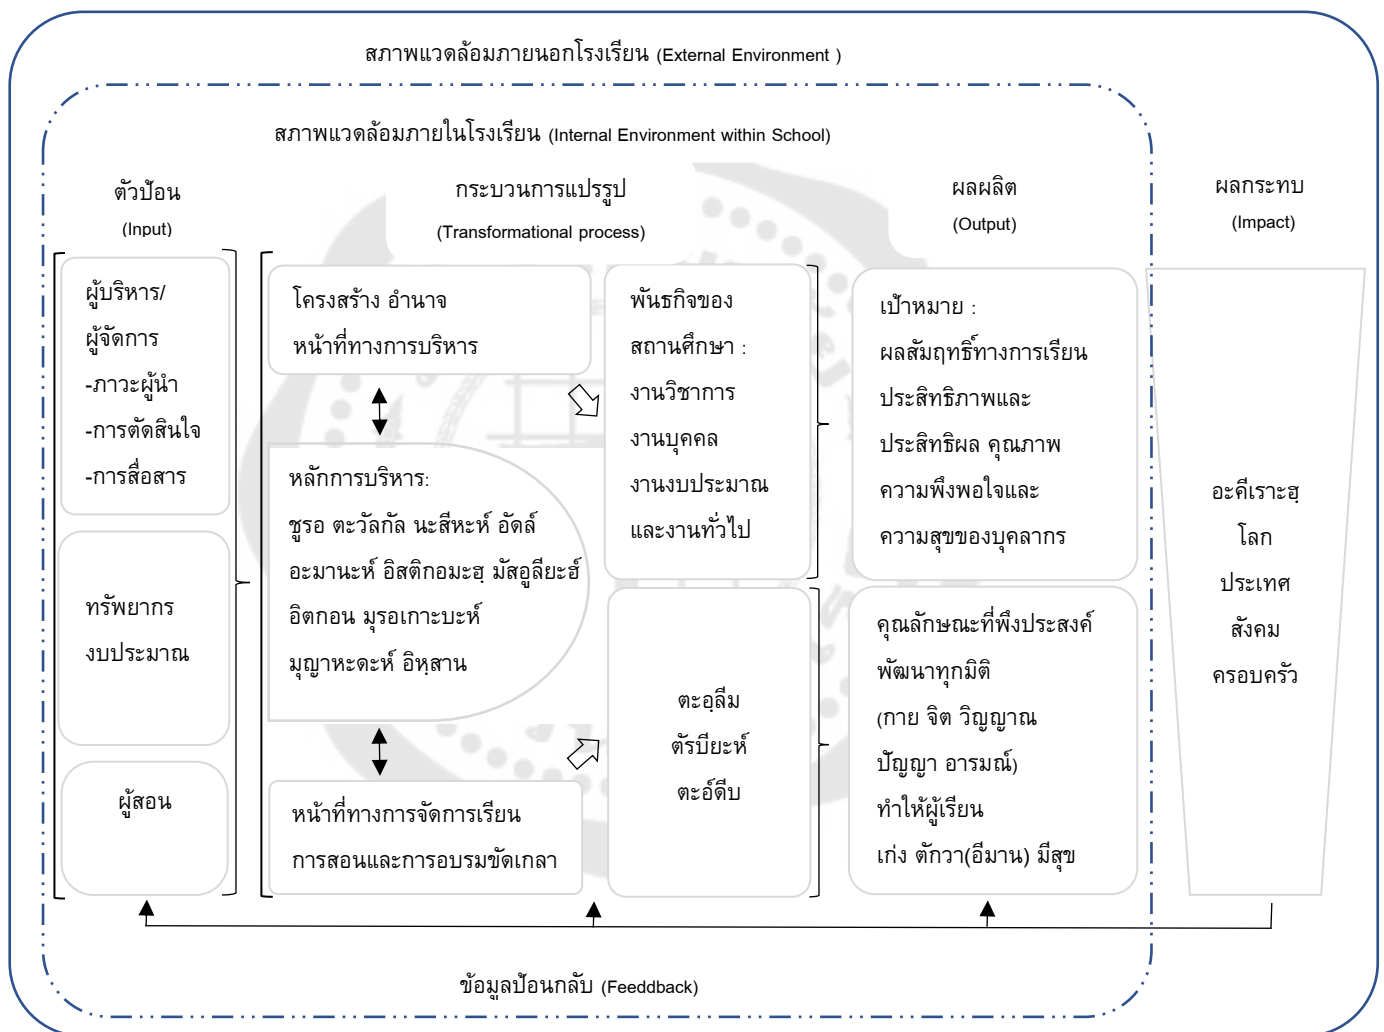 สภาพแวดล้อมภายนอกโรงเรียน (External Environment )
สภาพแวดล้อมภายในโรงเรียน (Internal Environment within School)
ตัวป้อน
(Input)
กระบวนการแปรรูป
(Transformational process)
ผลผลิต
(Output)
ผลกระทบ
(Impact)
ผู้บริหาร/
ผู้จัดการ
-ภาวะผู้นำ
-การตัดสินใจ
-การสื่อสาร
ทรัพยากร
งบประมาณ
ผู้สอน
โครงสร้าง อำนาจ
หน้าที่ทางการบริหาร
หลักการบริหาร:
ชูรอ ตะวัลกัล นะสีหะห์ อัดล์
อะมานะห์ อิสติกอมะฮฺ มัสอูลียะฮ์
อิตกอน มุรอเกาะบะห์
มุญาหะดะห์ อิหฺสาน
หน้าที่ทางการจัดการเรียน
การสอนและการอบรมขัดเกลา
พันธกิจของ
สถานศึกษา :
งานวิชาการ
งานบุคคล
งานงบประมาณ
และงานทั่วไป
ตะอฺลีม
ตัรบียะห์
ตะอ์ดีบ
เป้าหมาย :
ผลสัมฤทธิ์ทางการเรียน
ประสิทธิภาพและ
ประสิทธิผล คุณภาพ
ความพึงพอใจและ
ความสุขของบุคลากร
คุณลักษณะที่พึงประสงค์
พัฒนาทุกมิติ
(กาย จิต วิญญาณ
ปัญญา อารมณ์)
ทำให้ผู้เรียน
เก่ง ตักวา(อีมาน) มีสุข
อะคีเราะฮฺ
โลก
ประเทศ
สังคม
ครอบครัว
ข้อมูลป้อนกลับ (Feeddback)